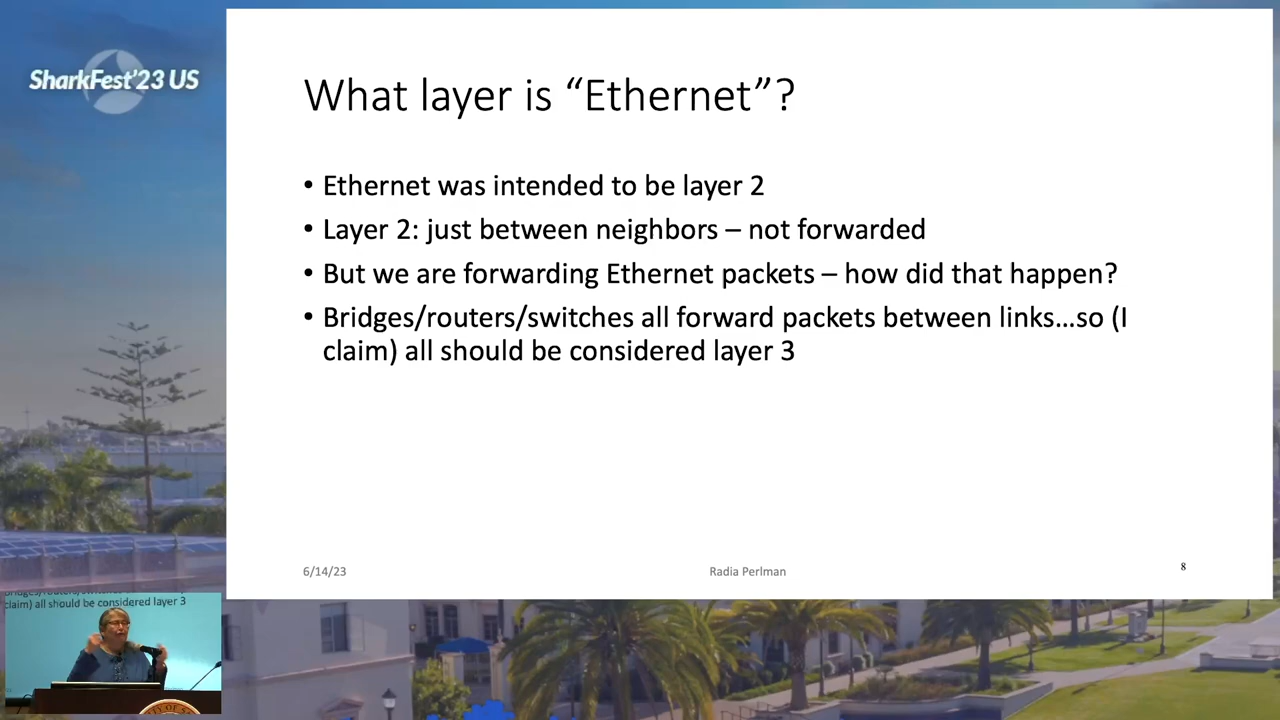 SharkFest'23 US
What layer is “Ethernet”?
• Ethernet was intended to be layer 2
• Layer 2: just between neighbors – not forwarded
• But we are forwarding Ethernet packets – how did that happen?
• Bridges/routers/switches all forward packets between links...so (I
claim) all should be considered layer 3
6/14/23
Radia Perlman
8
claim) all should be considered layer 3